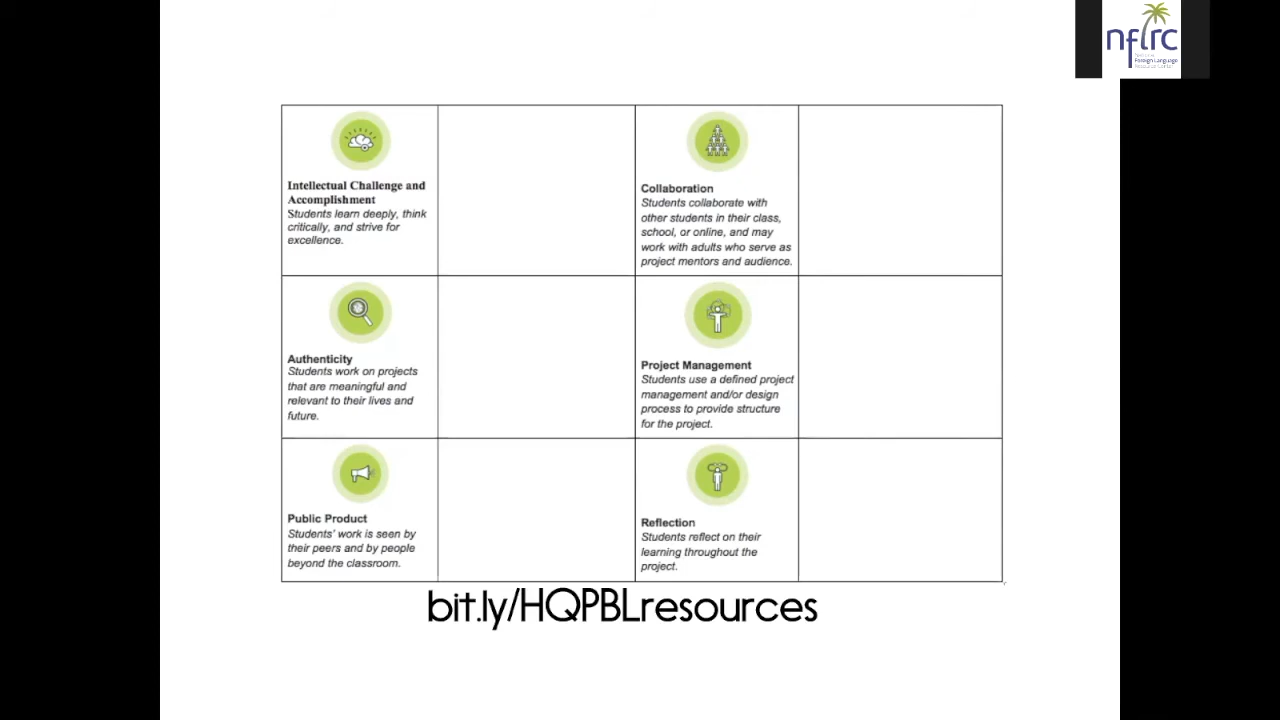 nflrc
Foreign Language
Intellectual Challenge and
Accomplishment
Students learn deeply, think
critically, and strive for
excellence.
Collaboration
Students collaborate with
other students in their class,
school, or online, and may
work with adults who serve as
project mentors and audience.
Authenticity
Students work on projects
that are meaningful and
relevant to their lives and
future.
Project Management
Students use a defined project
management and/or design
process to provide structure
for the project.
Public Product
Students' work is seen by
their peers and by people
beyond the classroom.
Reflection
Students reflect on their
learning throughout the
project.
bit.ly/HQPBLresources